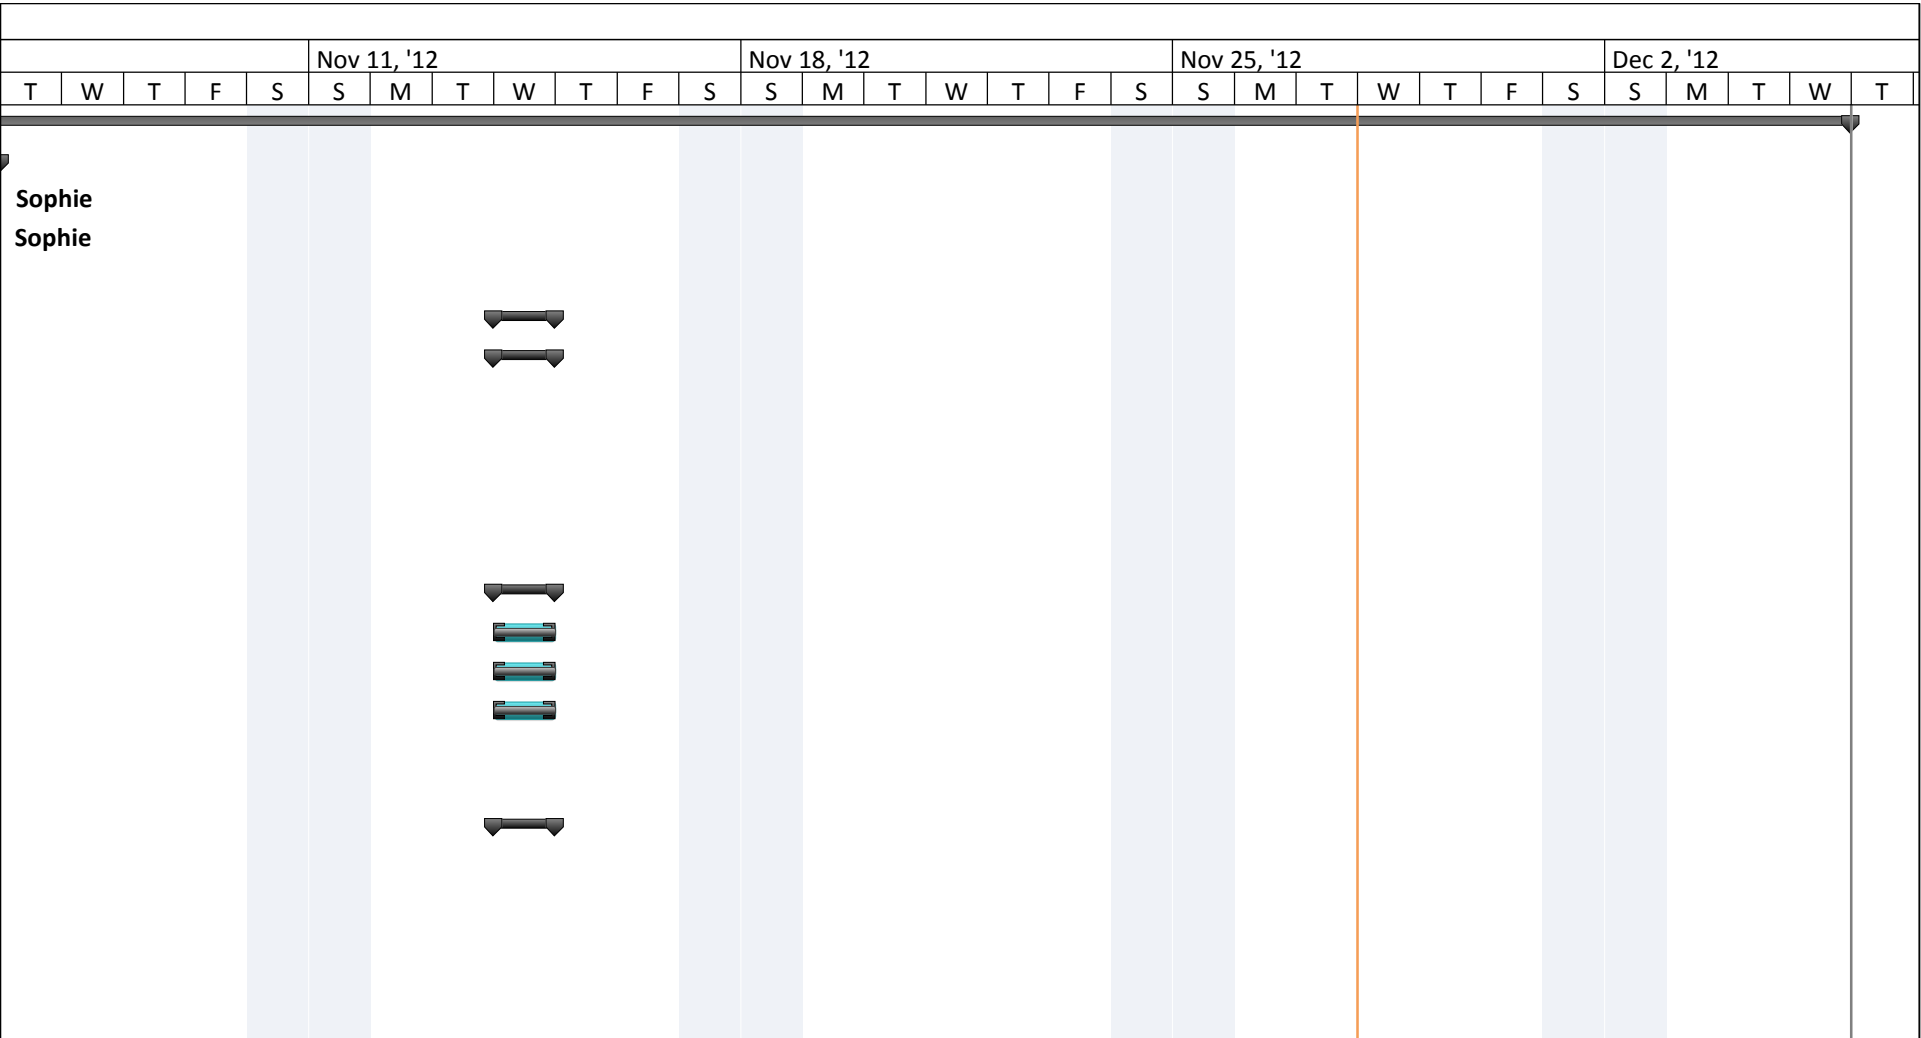 Nov 11, '12 Nov 18, '12 Nov 25, '12 Dec 2, '12
T W T F S S M T W T F S S M T W T F S S M T W T F S S M T W T
Sophie
Sophie